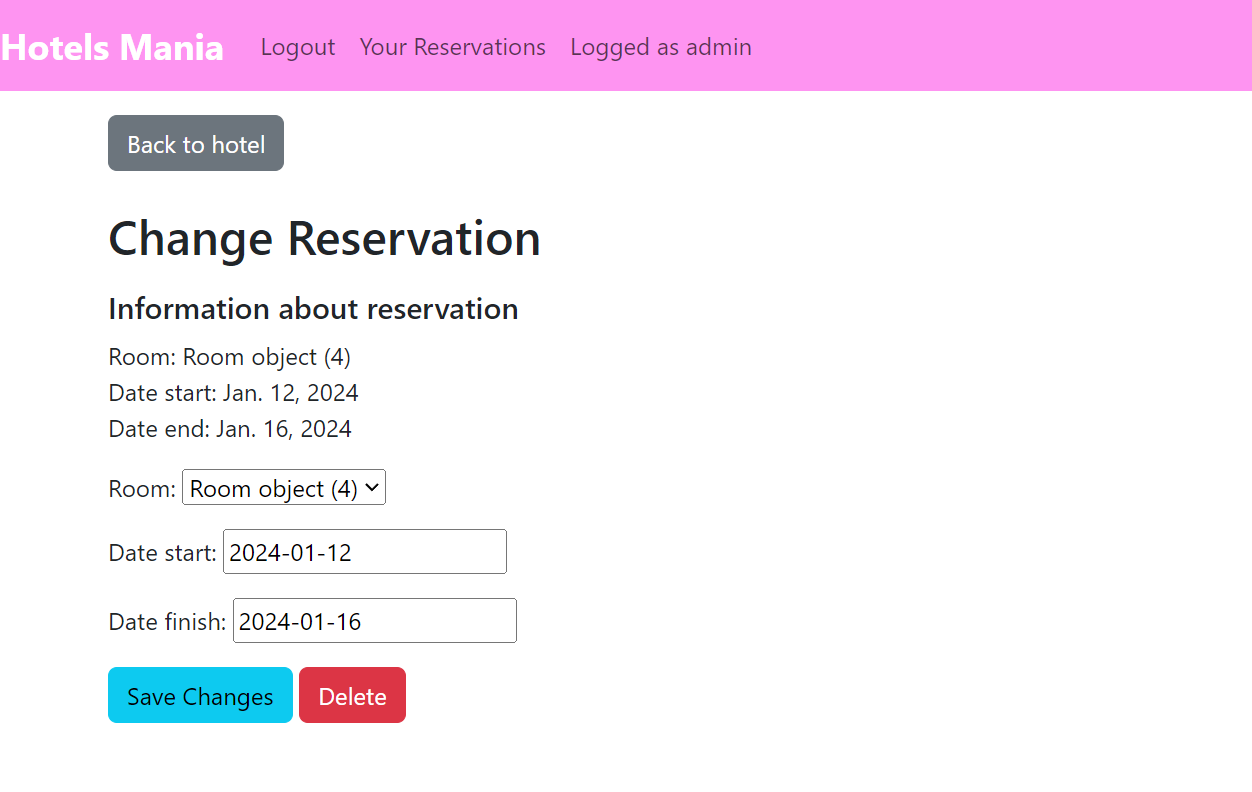 Hotels Mania Logout Your Reservations Logged as admin
Back to hotel
Change Reservation
Information about reservation
Room: Room object (4)
Date start: Jan. 12, 2024
Date end: Jan. 16, 2024
Room: Room object (4)
Date start: 2024-01-12
Date finish: 2024-01-16
Save Changes Delete